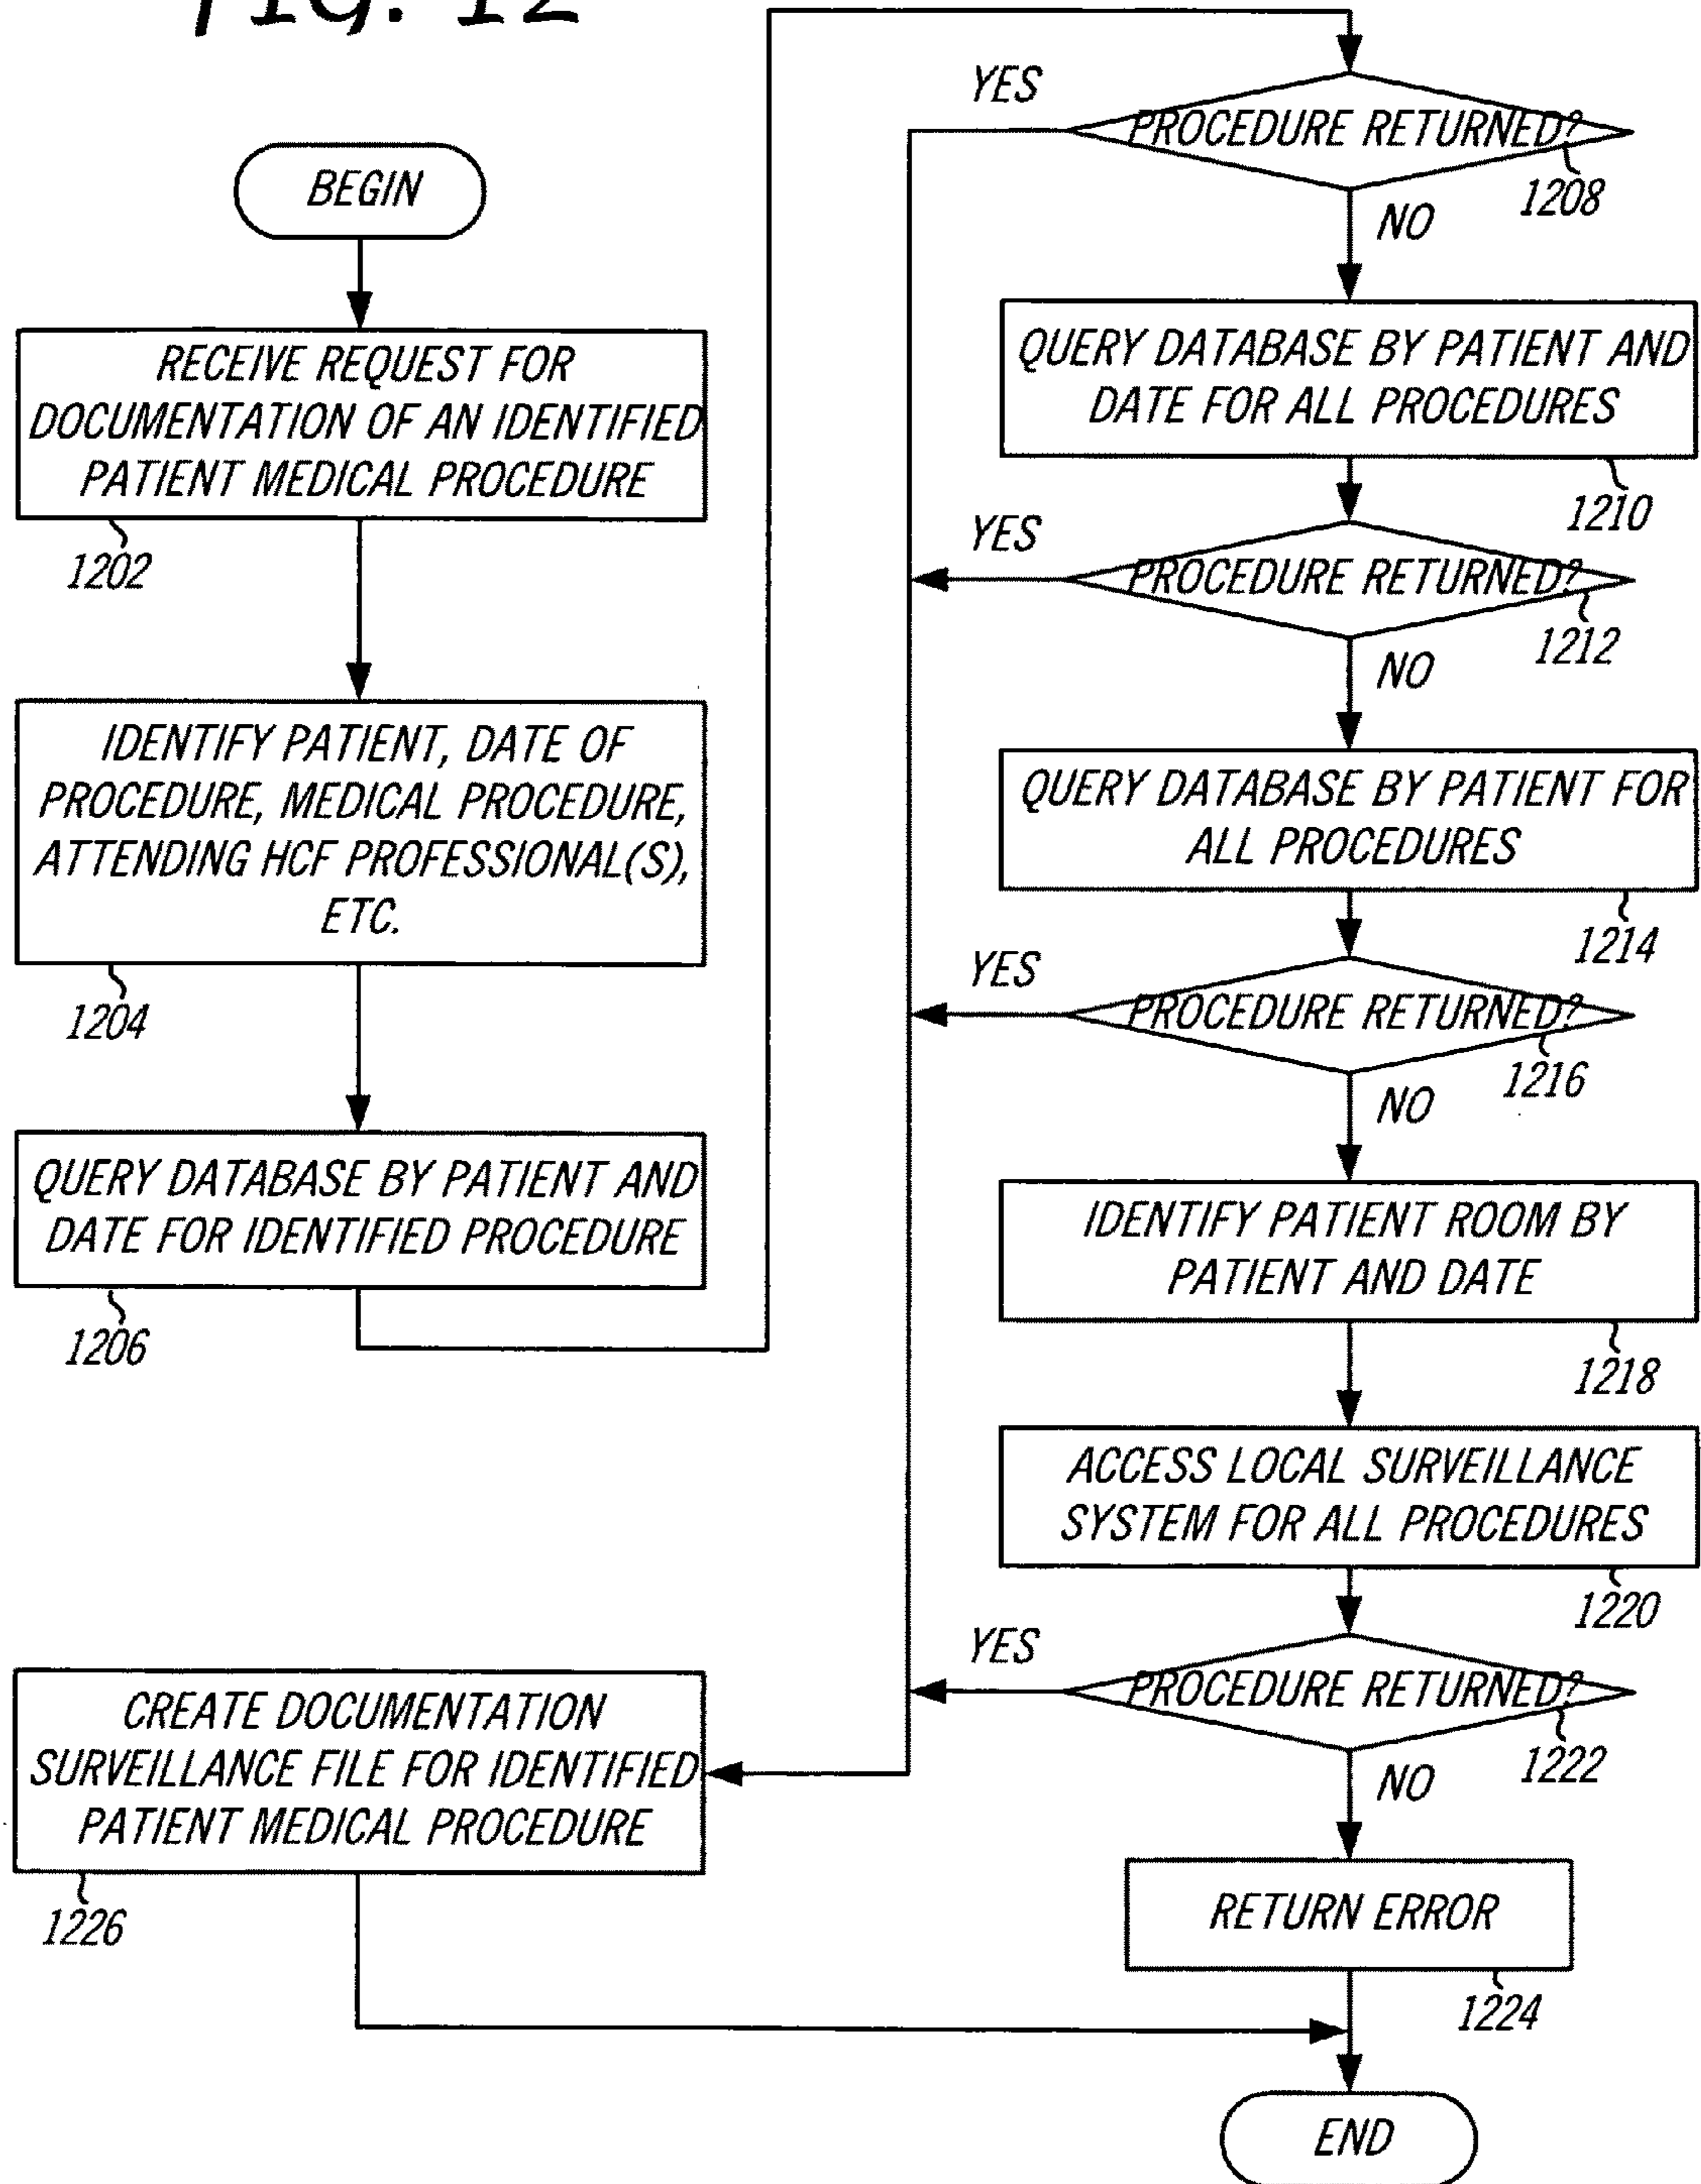 FIG. 12
BEGIN
RECEIVE REQUEST FOR
DOCUMENTATION OF AN IDENTIFIED
PATIENT MEDICAL PROCEDURE
1202
IDENTIFY PATIENT, DATE OF
PROCEDURE, MEDICAL PROCEDURE,
ATTENDING HCF PROFESSIONAL(S),
ETC.
1204
QUERY DATABASE BY PATIENT AND
DATE FOR IDENTIFIED PROCEDURE
1206
PROCEDURE RETURNED?
1208
YES
NO
QUERY DATABASE BY PATIENT AND
DATE FOR ALL PROCEDURES
1210
PROCEDURE RETURNED?
1212
YES
NO
QUERY DATABASE BY PATIENT FOR
ALL PROCEDURES
1214
PROCEDURE RETURNED?
1216
YES
NO
IDENTIFY PATIENT ROOM BY
PATIENT AND DATE
1218
ACCESS LOCAL SURVEILLANCE
SYSTEM FOR ALL PROCEDURES
1220
PROCEDURE RETURNED?
1222
YES
NO
RETURN ERROR
1224
CREATE DOCUMENTATION
SURVEILLANCE FILE FOR IDENTIFIED
PATIENT MEDICAL PROCEDURE
1226
END